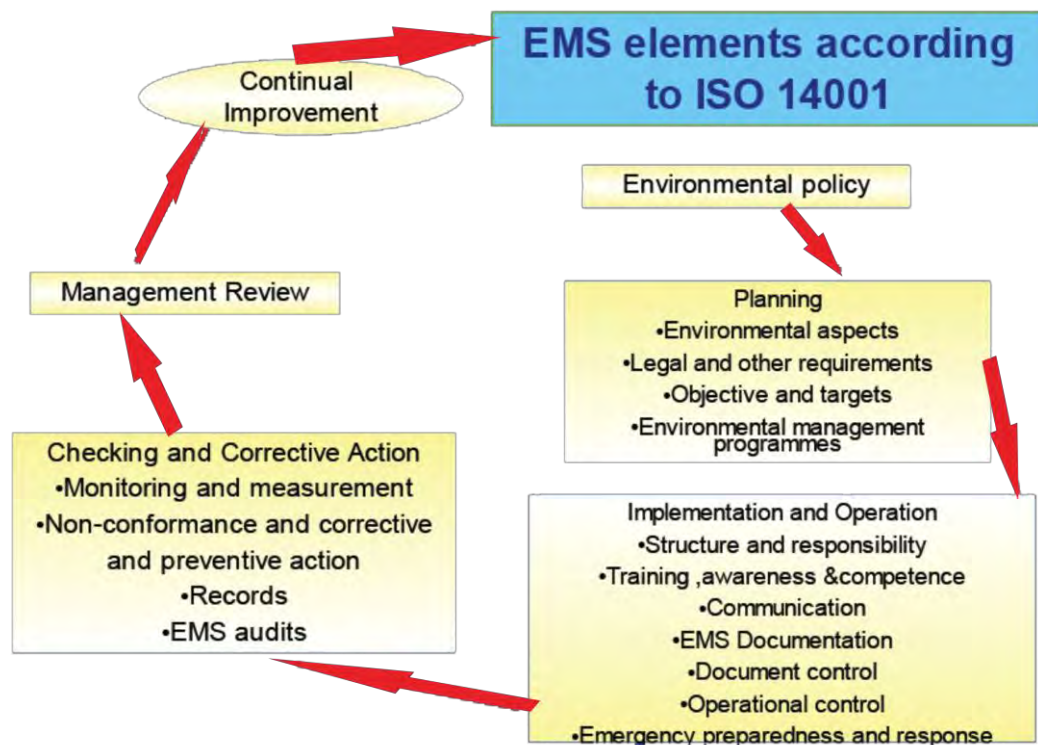 EMS elements according
to ISO 14001
Continual
Improvement
Environmental policy
Management Review
Planning
•Environmental aspects
•Legal and other requirements
•Objective and targets
•Environmental management
programmes
Checking and Corrective Action
•Monitoring and measurement
•Non-conformance and corrective
and preventive action
•Records
•EMS audits
Implementation and Operation
•Structure and responsibility
•Training ,awareness &competence
•Communication
•EMS Documentation
•Document control
•Operational control
•Emergency preparedness and response